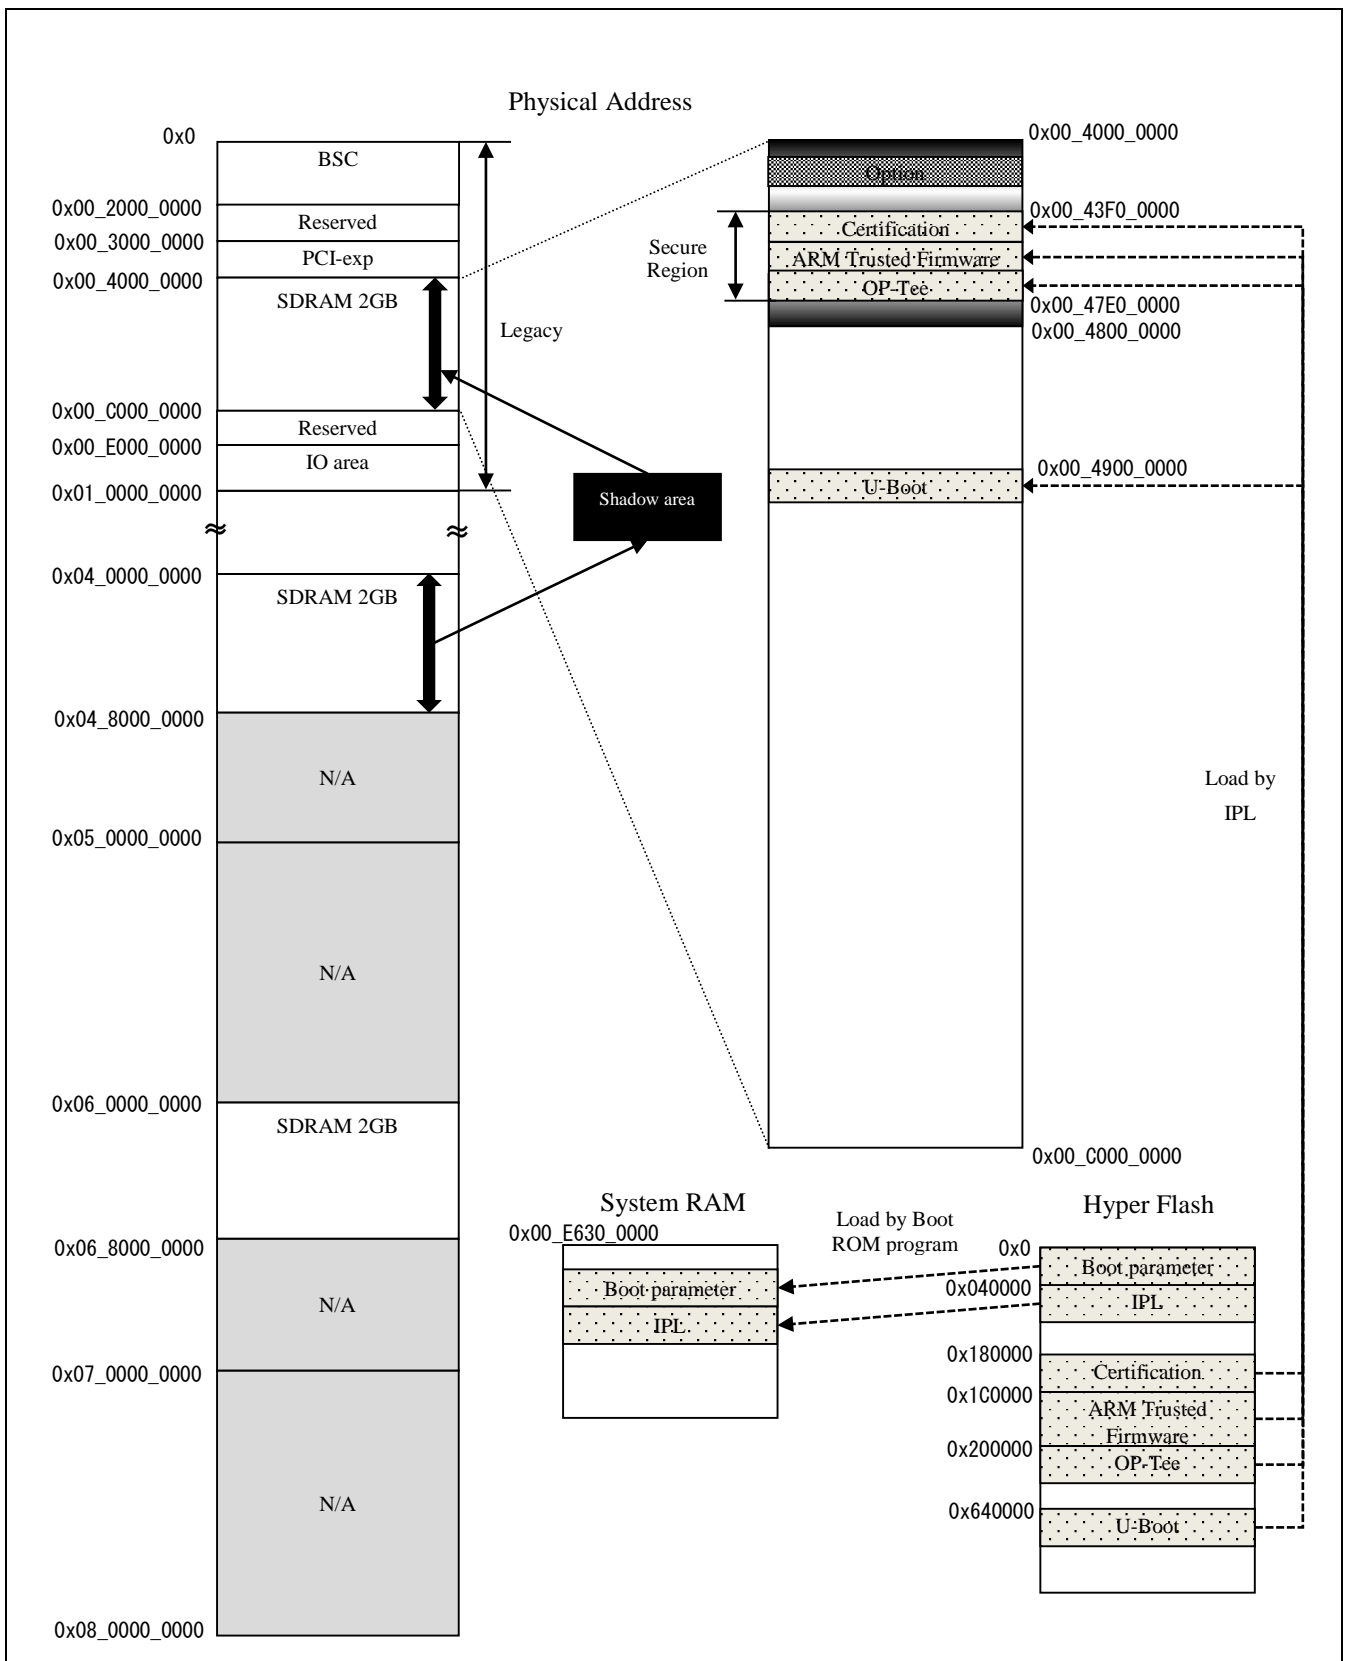 Physical Address
0x0
BSC
0x00_2000_0000
Reserved
0x00_3000_0000
PCI-exp
0x00_4000_0000
SDRAM 2GB
Legacy
0x00_C000_0000
Reserved
0x00_E000_0000
IO area
0x01_0000_0000
Shadow area
0x04_0000_0000
SDRAM 2GB
0x04_8000_0000
N/A
0x05_0000_0000
N/A
0x06_0000_0000
SDRAM 2GB
0x06_8000_0000
N/A
0x07_0000_0000
N/A
0x08_0000_0000
0x00_4000_0000
Option
0x00_43F0_0000
Secure
Region
Certification
ARM Trusted Firmware
OP-Tee
0x00_47E0_0000
0x00_4800_0000
0x00_4900_0000
U-Boot
Load by
IPL
0x00_C000_0000
System RAM
0x00_E630_0000
Boot parameter
IPL
Load by Boot
ROM program
Hyper Flash
0x0
Boot parameter
0x040000
IPL
0x180000
Certification
0x1C0000
ARM Trusted
Firmware
0x200000
OP-Tee
0x640000
U-Boot